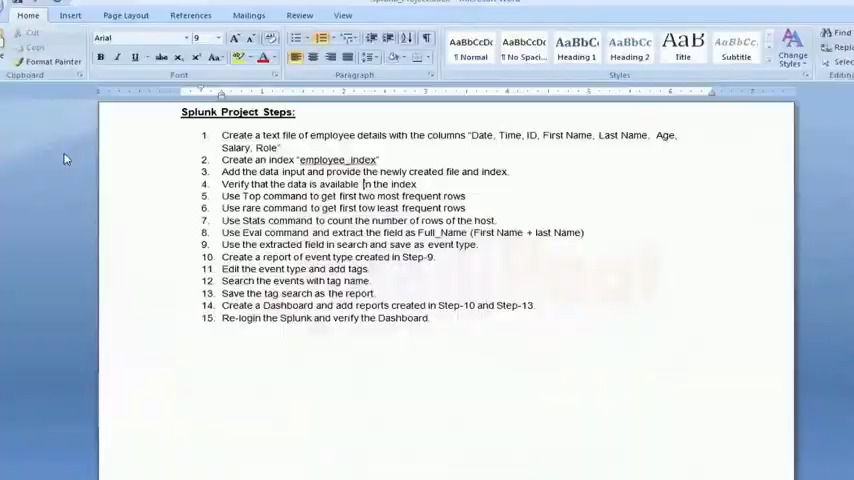 Home Insert Page Layout References Mailings Review View
Cut
Copy
Format Painter
Clipboard
Arial
9
Font
Paragraph
AaBbCcDc AaBbCcDc AaBbC AaBbCc AaB AaBbCc.
¶ Normal ¶ No Spaci... Heading 1 Heading 2 Title Subtitle
Change Styles
Styles
Find
Editing
Splunk Project Steps:
1. Create a text file of employee details with the columns "Date, Time, ID, First Name, Last Name, Age,
Salary, Role"
2. Create an index "employee_index"
3. Add the data input and provide the newly created file and index.
4. Verify that the data is available in the index
5. Use Top command to get first two most frequent rows
6. Use rare command to get first tow least frequent rows
7. Use Stats command to count the number of rows of the host.
8. Use Eval command and extract the field as Full_Name (First Name + last Name)
9. Use the extracted field in search and save as event type.
10. Create a report of event type created in Step-9.
11. Edit the event type and add tags.
12. Search the events with tag name.
13. Save the tag search as the report.
14. Create a Dashboard and add reports created in Step-10 and Step-13.
15. Re-login the Splunk and verify the Dashboard.